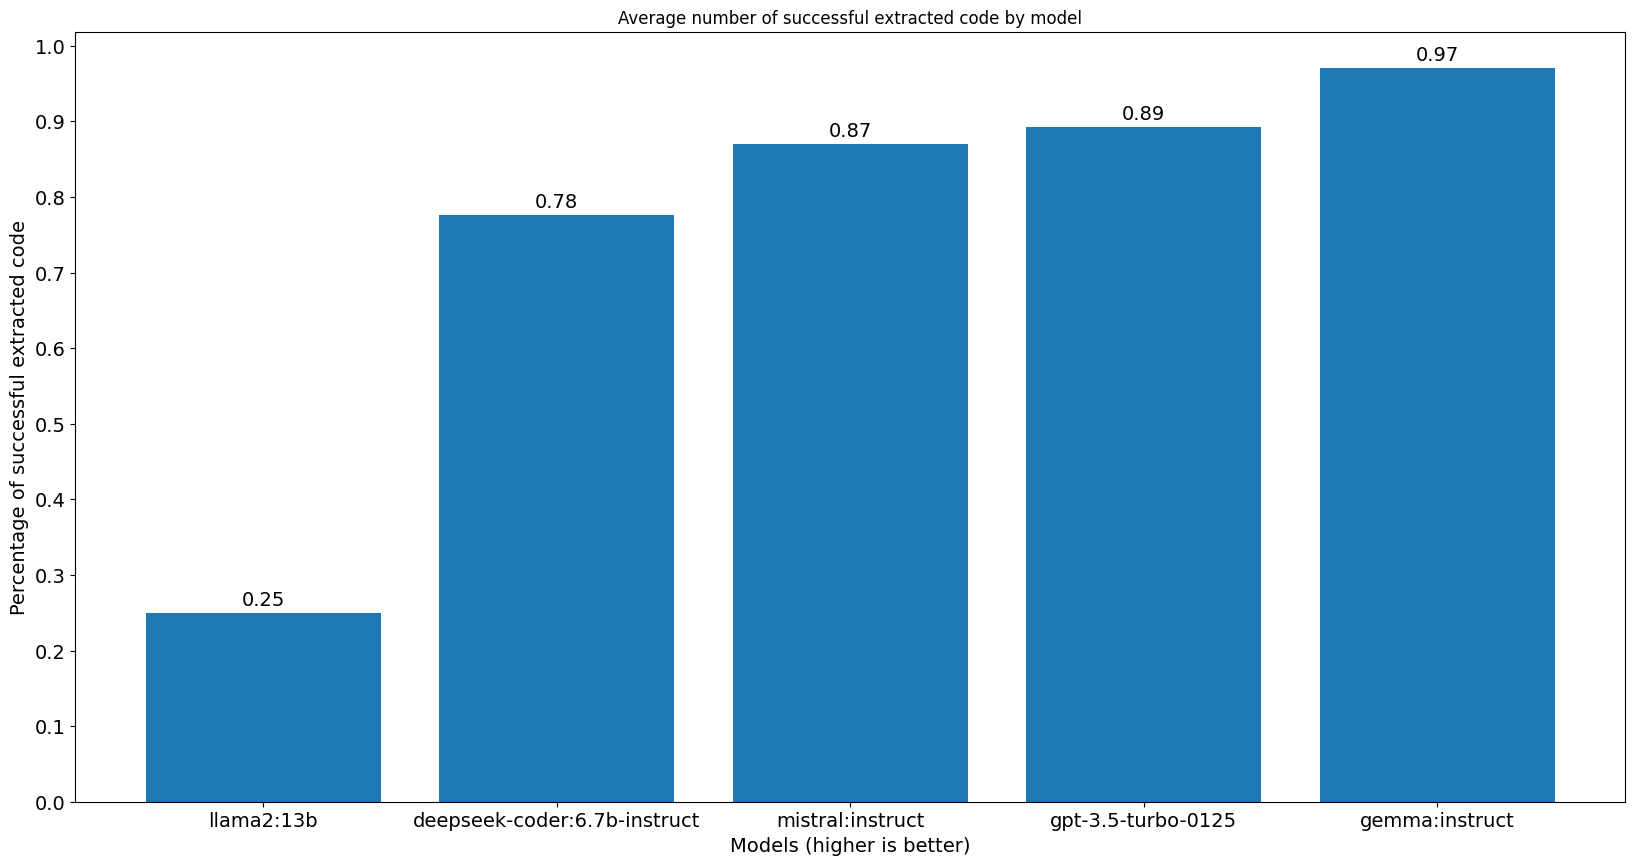 Average number of successful extracted code by model
Percentage of successful extracted code
1.0
0.9
0.8
0.7
0.6
0.5
0.4
0.3
0.2
0.1
0.0
0.25
0.78
0.87
0.89
0.97
llama2:13b
deepseek-coder:6.7b-instruct
mistral:instruct
gpt-3.5-turbo-0125
gemma:instruct
Models (higher is better)